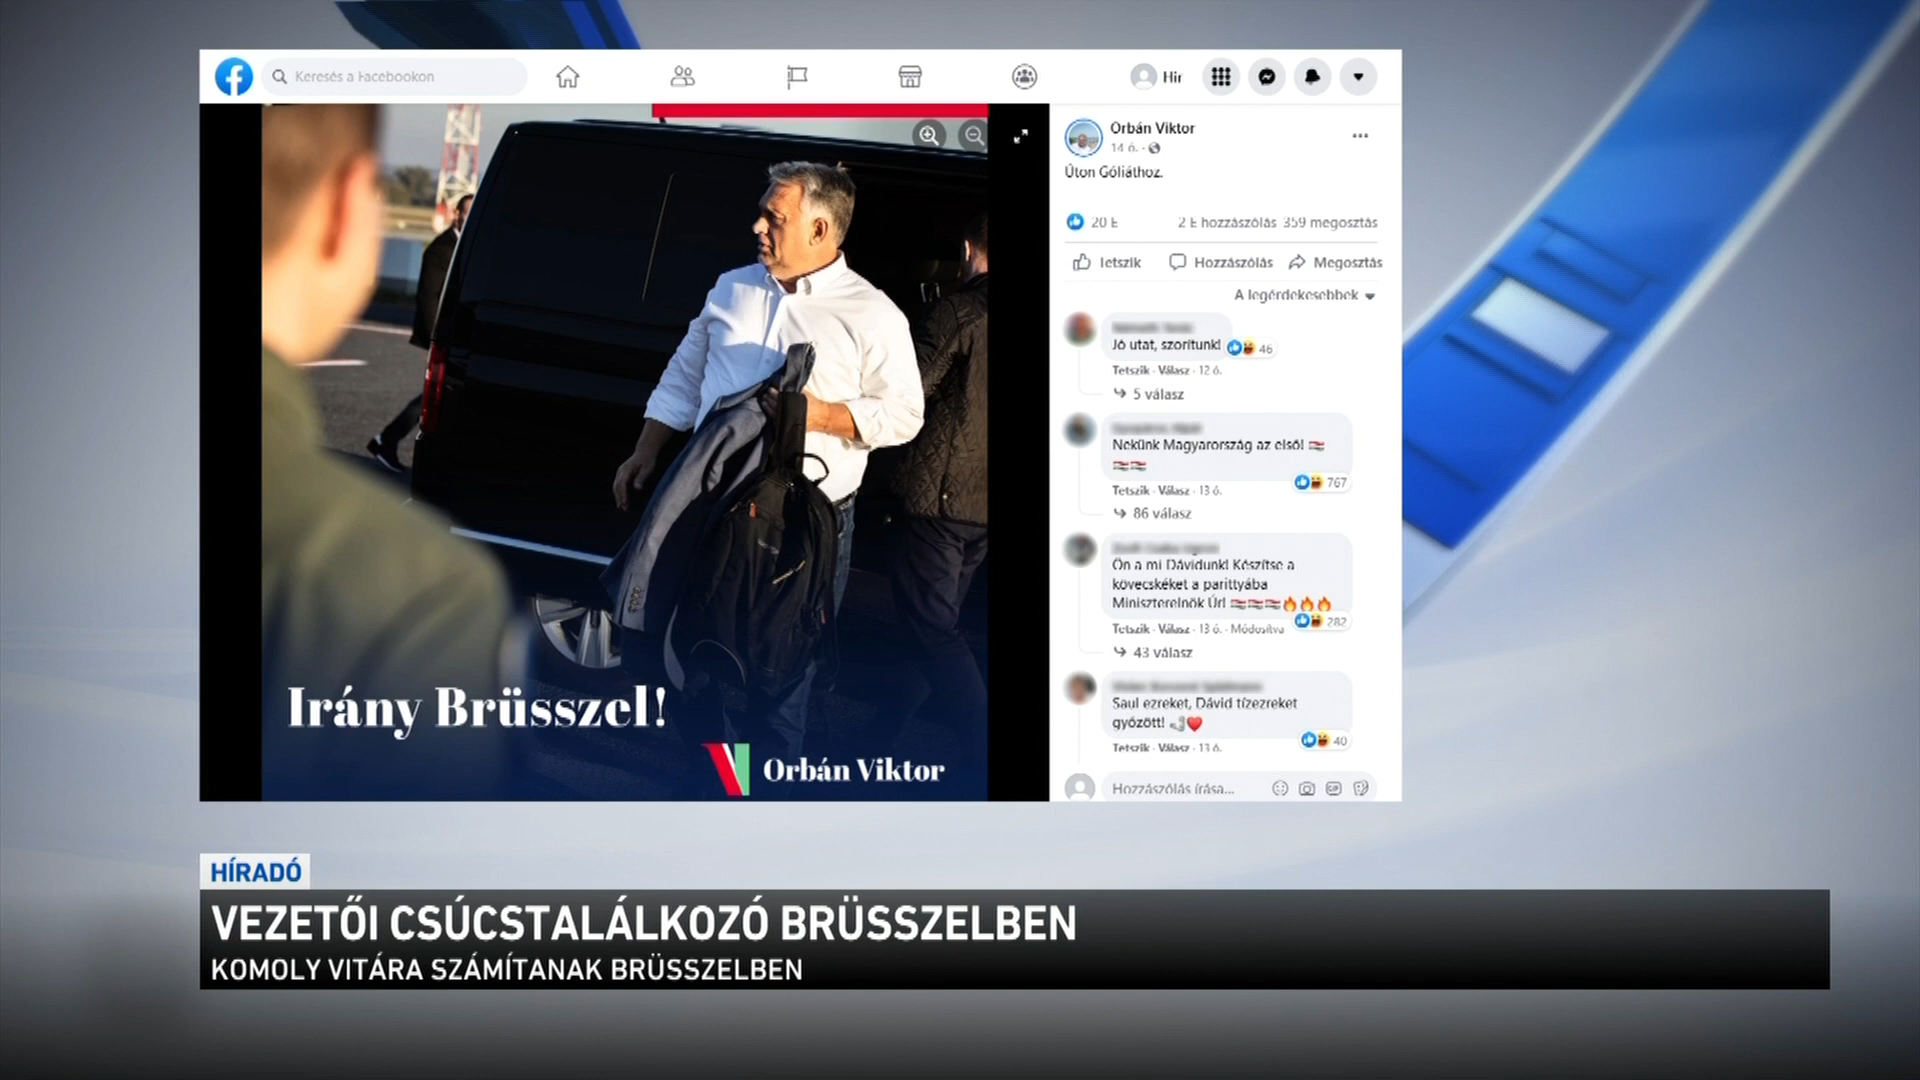 Keresés a Facebookon
Hir
Orbán Viktor
14 ó.
Úton Góliáthoz.
20 E
2 E hozzászólás 359 megosztás
Tetszik
Hozzászólás
Megosztás
A legérdekesebbek
Jó utat, szorítunk!
46
Tetszik · Válasz · 12 ó.
5 válasz
Nekünk Magyarország az első!
767
Tetszik · Válasz · 13 ó.
86 válasz
Ön a mi Dávidunk! Készítse a
kövecskéket a parittyába
Miniszterelnök Úr!
282
Tetszik · Válasz · 13 ó. · Módosítva
43 válasz
Saul ezreket, Dávid tízezreket
győzött!
40
Tetszik · Válasz · 13 ó.
Hozzászólás írása...
GIF
Irány Brüsszel!
Orbán Viktor
HÍRADÓ
VEZETŐI CSÚCSTALÁLKOZÓ BRÜSSZELBEN
KOMOLY VITÁRA SZÁMÍTANAK BRÜSSZELBEN